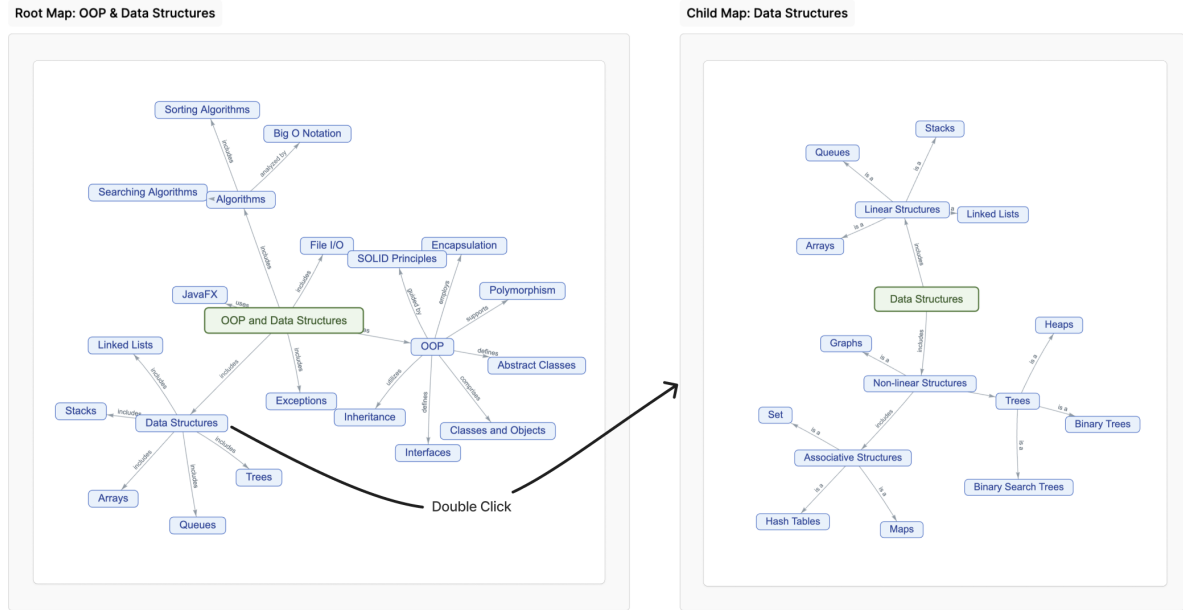 Root Map: OOP & Data Structures
Sorting Algorithms
Big O Notation
includes
analyzed by
Searching Algorithms
Algorithms
includes
File I/O
Encapsulation
SOLID Principles
includes
JavaFX
uses
guided by
employs
Polymorphism
supports
OOP and Data Structures
OOP
defines
Abstract Classes
Linked Lists
includes
includes
includes
utilizes
defines
comprises
Exceptions
Inheritance
Classes and Objects
Interfaces
Stacks
includes
Data Structures
includes
includes
includes
Trees
Arrays
Queues
Double Click
Child Map: Data Structures
Stacks
Queues
is a
is a
Linear Structures
Linked Lists
is a
Arrays
includes
Data Structures
includes
Heaps
Graphs
is a
is a
Non-linear Structures
Trees
is a
Binary Trees
Set
is a
includes
is a
Associative Structures
Binary Search Trees
is a
is a
Hash Tables
Maps